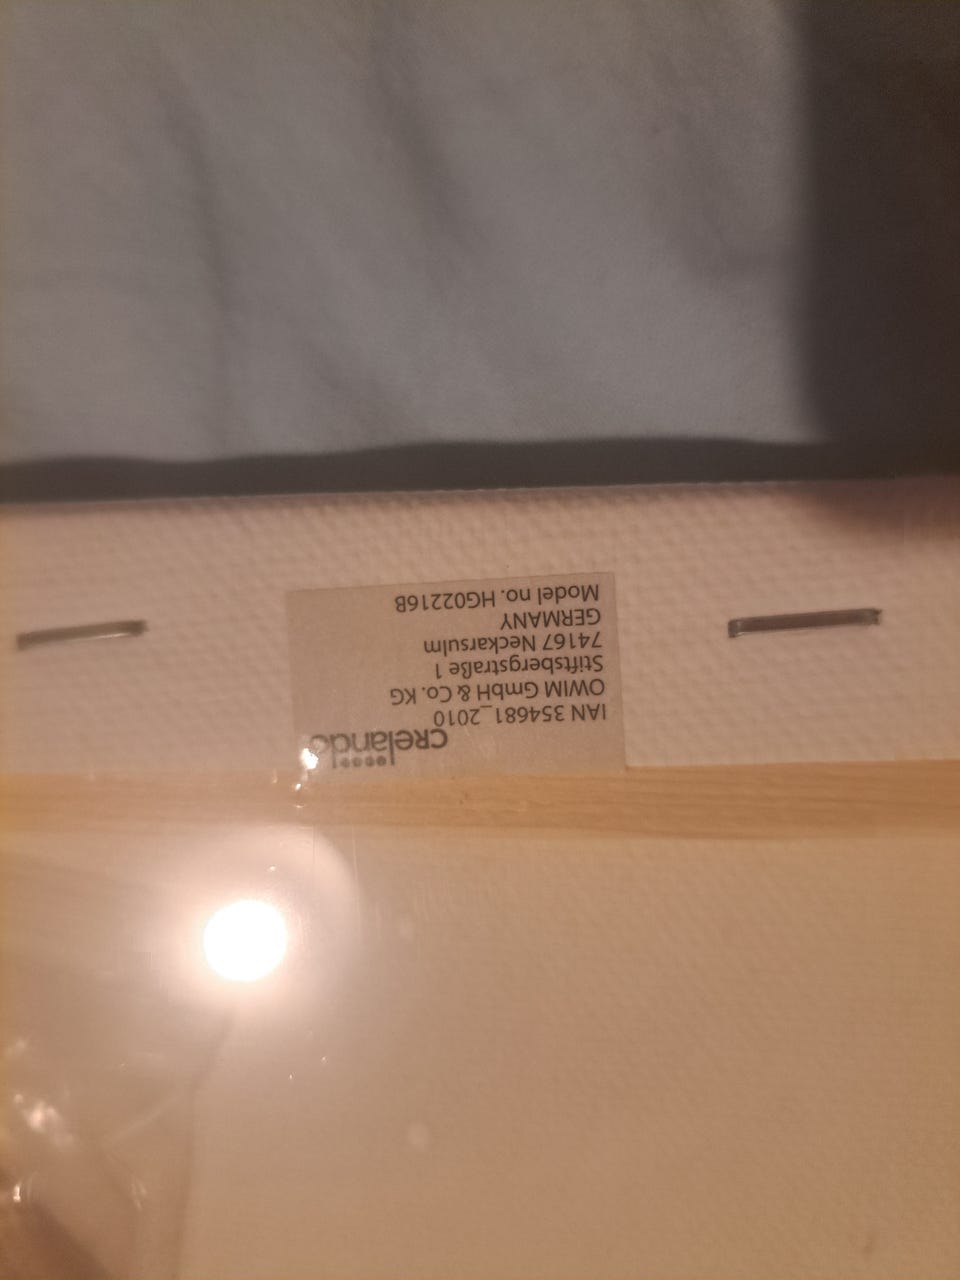 crelando
IAN 354681_2010
OWIM GmbH & Co. KG
Stiftsbergstraße 1
74167 Neckarsulm
GERMANY
Model no. HG02216B